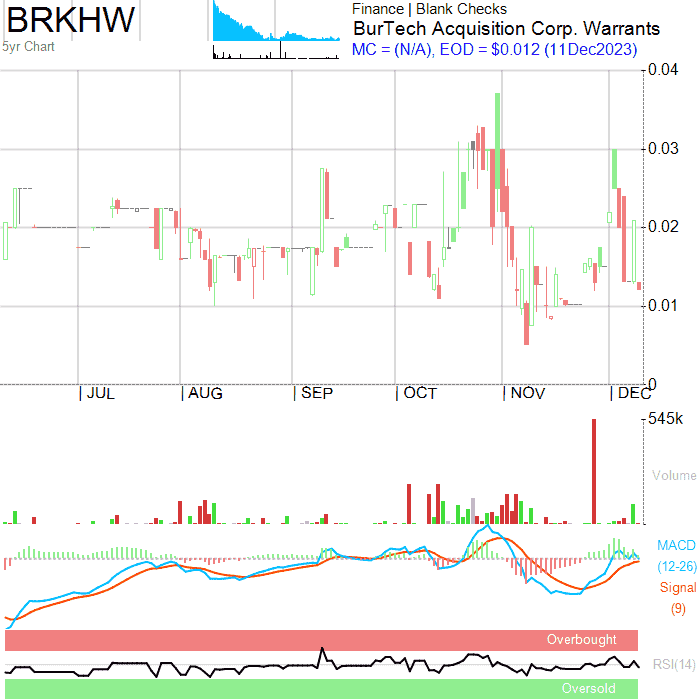 BRKHW
5yr Chart
Finance | Blank Checks
BurTech Acquisition Corp. Warrants
MC = (N/A), EOD = $0.012 (11Dec2023)
0.04
0.03
0.02
0.01
0
| JUL
| AUG
| SEP
| OCT
| NOV
| DEC
545k
Volume
MACD
(12-26)
Signal
(9)
Overbought
RSI(14)
Oversold